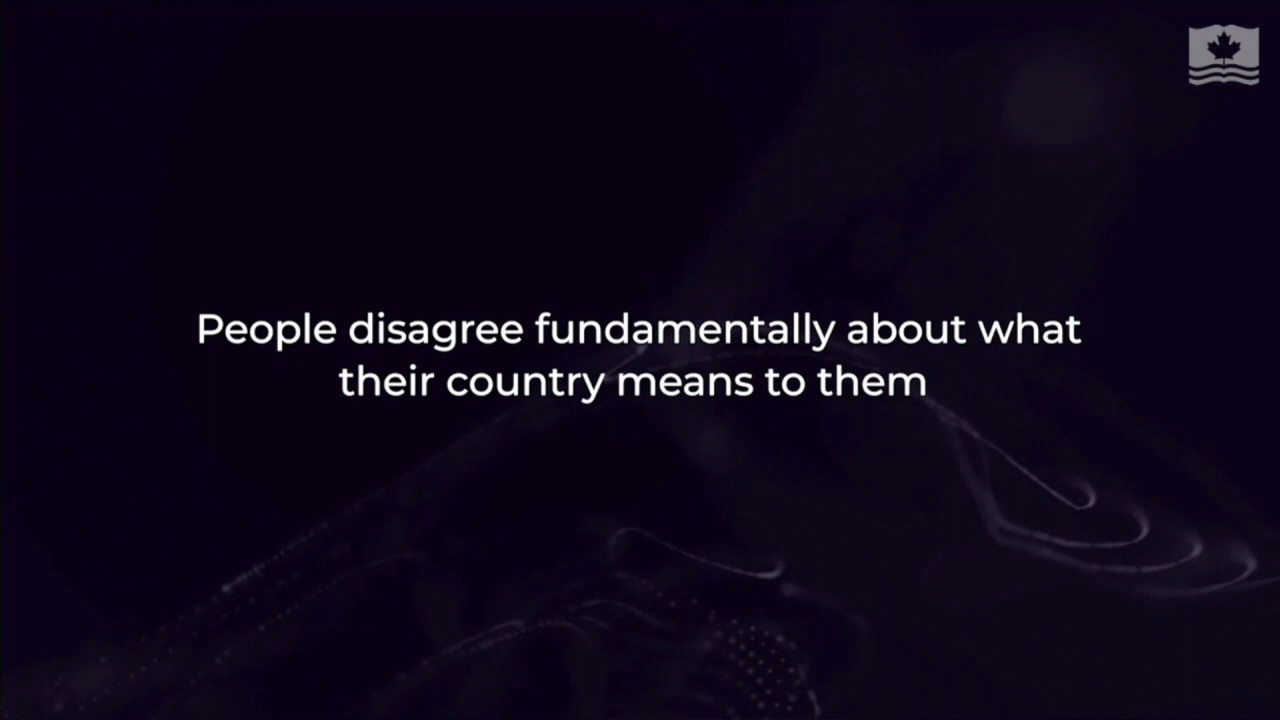 People disagree fundamentally about what
their country means to them